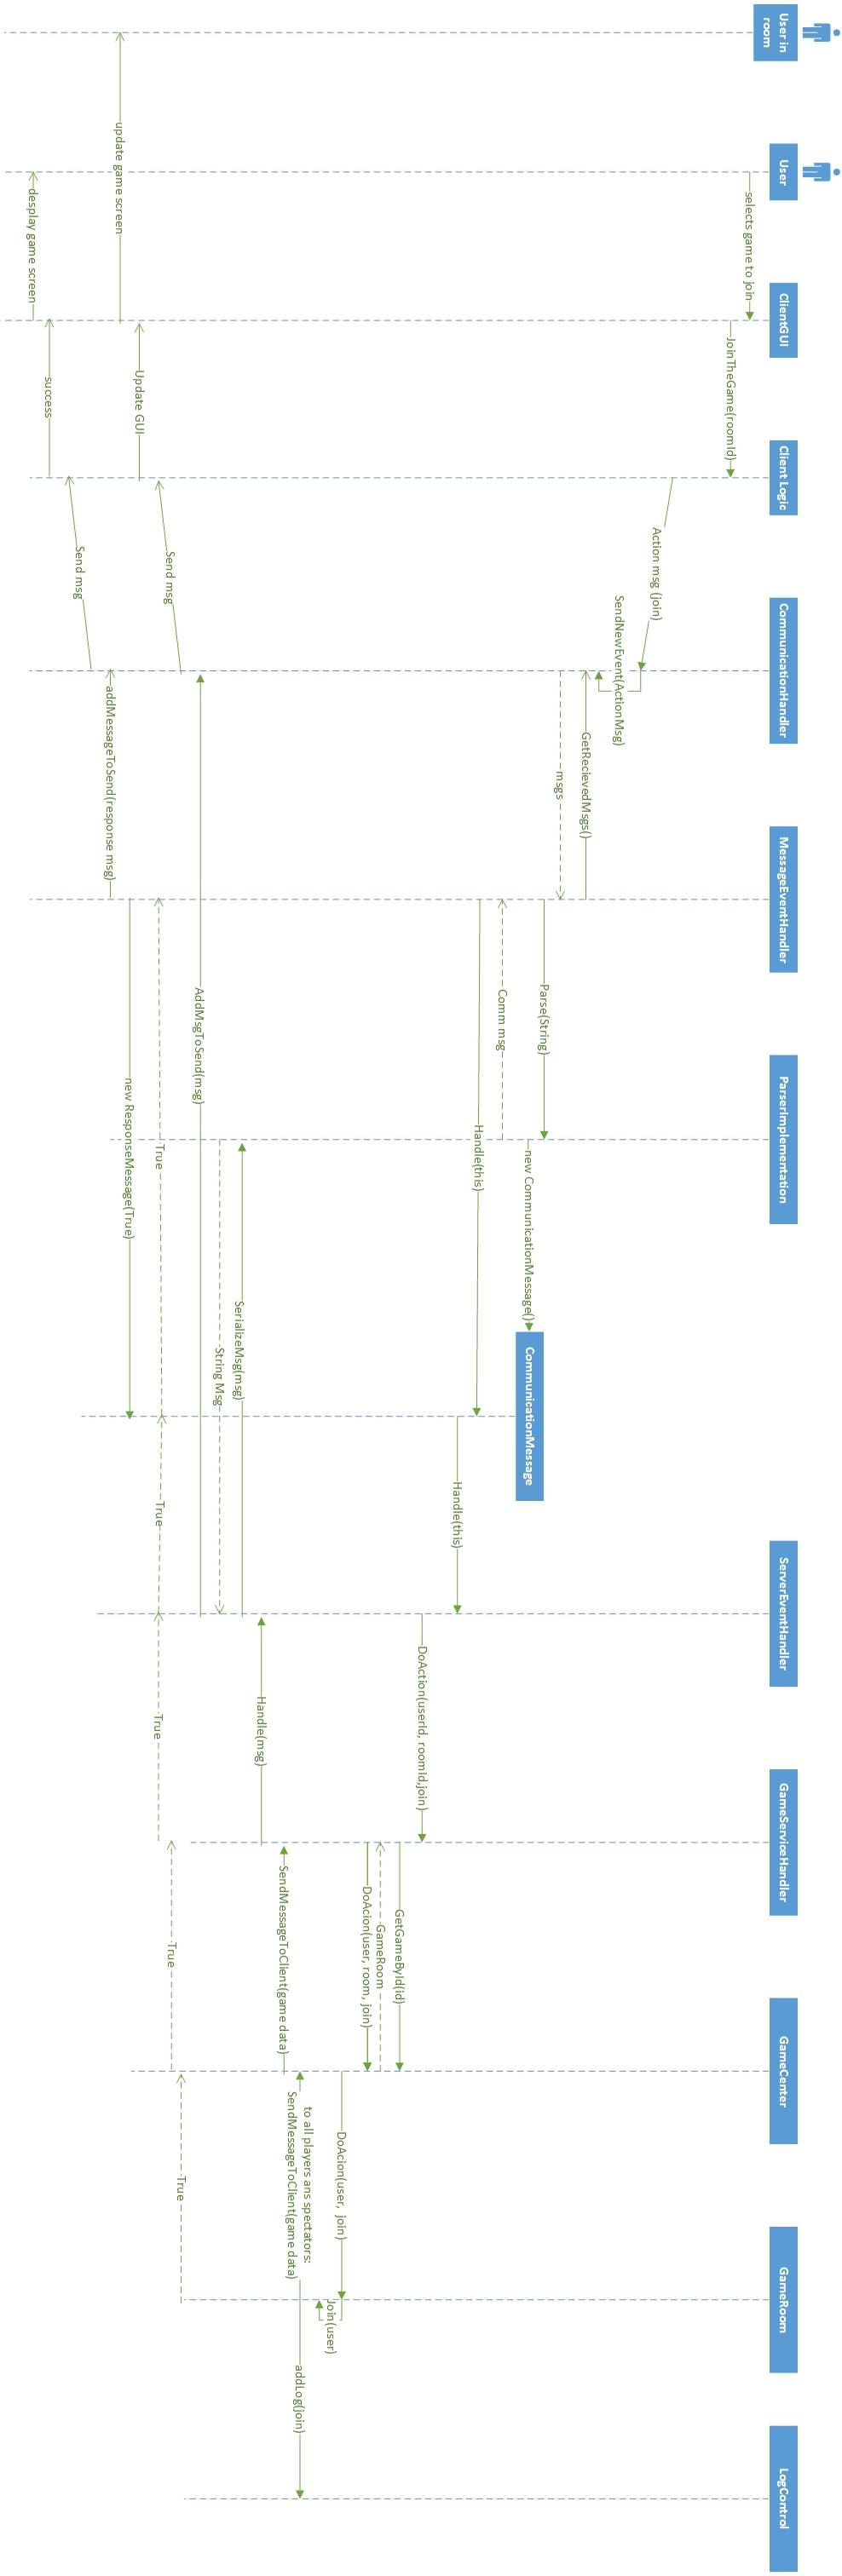 User in
room
User
ClientGUI
Client Logic
CommunicationHandler
MessageEventHandler
ParserImplementation
ServerEventHandler
GameServiceHandler
GameCenter
GameRoom
LogControl
selects game to join
JoinTheGame(roomId)
Action msg (join)
SendNewEvent(ActionMsg)
GetRecievedMsgs()
msgs
Parse(String)
new CommunicationMessage()
CommunicationMessage
Comm msg
Handle(this)
Handle(this)
DoAction(userId, roomId,join)
GetGameById(id)
GameRoom
DoAcion(user, room, join)
DoAcion(user, join)
Join(user)
to all players ans spectators:
SendMessageToClient(game data)
addLog(join)
SendMessageToClient(game data)
Handle(msg)
SerializeMsg(msg)
String Msg
AddMsgToSend(msg)
True
True
True
True
True
Send msg
Update GUI
update game screen
new ResponseMessage(True)
addMessageToSend(response msg)
Send msg
success
desplay game screen